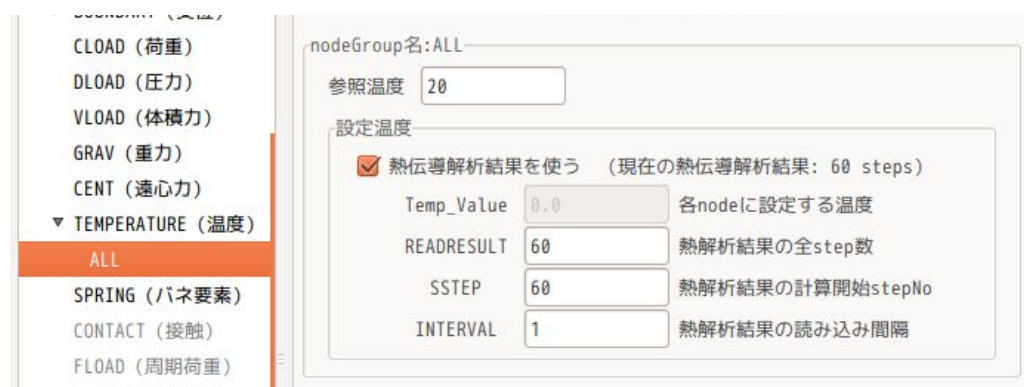 CLOAD (荷重)
DLOAD (圧力)
VLOAD (体積力)
GRAV (重力)
CENT (遠心力)
▼ TEMPERATURE (温度)
ALL
SPRING (バネ要素)
CONTACT (接触)
FLOAD (周期荷重)
nodeGroup名:ALL
参照温度 20
設定温度
熱伝導解析結果を使う (現在の熱伝導解析結果: 60 steps)
Temp_Value 0.0 各nodeに設定する温度
READRESULT 60 熱解析結果の全step数
SSTEP 60 熱解析結果の計算開始stepNo
INTERVAL 1 熱解析結果の読み込み間隔